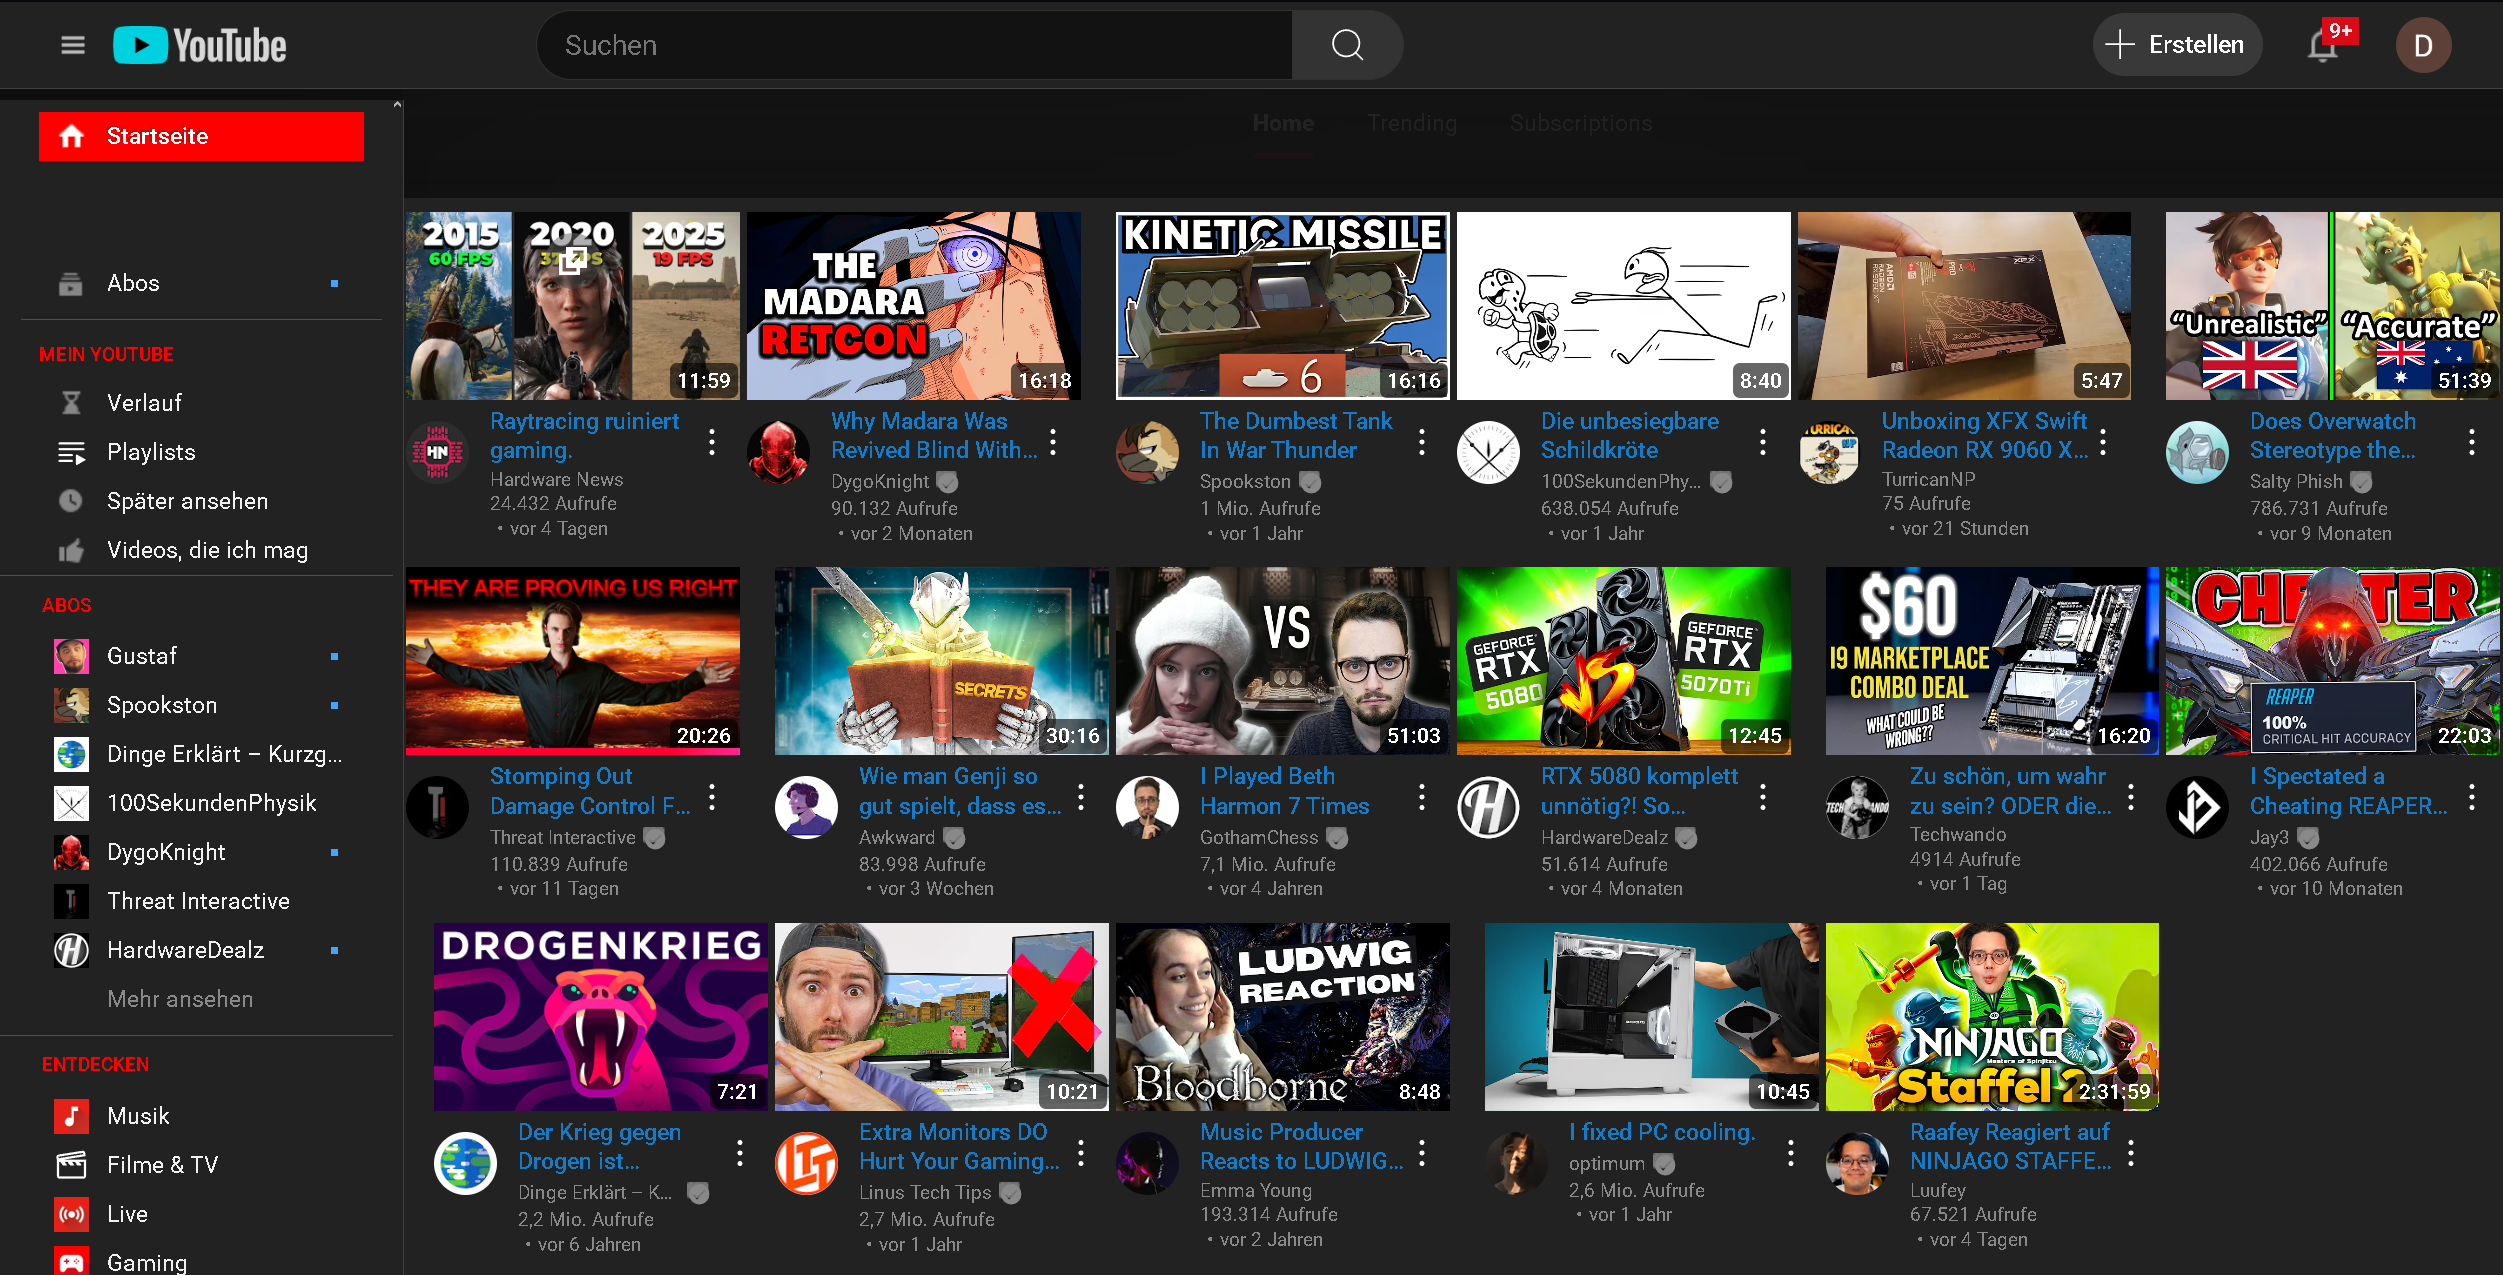 YouTube
Suchen
Erstellen
9+
D
Startseite
Home
Trending
Subscriptions
Abos
MEIN YOUTUBE
Verlauf
Playlists
Später ansehen
Videos, die ich mag
ABOS
Gustaf
Spookston
Dinge Erklärt – Kurzg...
100SekundenPhysik
DygoKnight
Threat Interactive
HardwareDealz
Mehr ansehen
ENTDECKEN
Musik
Filme & TV
Live
Gaming
2015
60 FPS
2020
2025
19 FPS
11:59
Raytracing ruiniert
gaming.
Hardware News
24.432 Aufrufe
• vor 4 Tagen
THE
MADARA
RETCON
16:18
Why Madara Was
Revived Blind With...
DygoKnight
90.132 Aufrufe
• vor 2 Monaten
KINETIC MISSILE
6
16:16
The Dumbest Tank
In War Thunder
Spookston
1 Mio. Aufrufe
• vor 1 Jahr
8:40
Die unbesiegbare
Schildkröte
100SekundenPhy...
638.054 Aufrufe
• vor 1 Jahr
AMD
RADEON
XFX
5:47
Unboxing XFX Swift
Radeon RX 9060 X...
TurricanNP
75 Aufrufe
• vor 21 Stunden
"Unrealistic"
"Accurate"
51:39
Does Overwatch
Stereotype the...
Salty Phish
786.731 Aufrufe
• vor 9 Monaten
THEY ARE PROVING US RIGHT
20:26
Stomping Out
Damage Control F...
Threat Interactive
110.839 Aufrufe
• vor 11 Tagen
SECRETS
30:16
Wie man Genji so
gut spielt, dass es...
Awkward
83.998 Aufrufe
• vor 3 Wochen
VS
51:03
I Played Beth
Harmon 7 Times
GothamChess
7,1 Mio. Aufrufe
• vor 4 Jahren
GEFORCE
RTX
5080
VS
GEFORCE
RTX
5070Ti
12:45
RTX 5080 komplett
unnötig?! So...
HardwareDealz
51.614 Aufrufe
• vor 4 Monaten
$60
I9 MARKETPLACE
COMBO DEAL
WHAT COULD BE
WRONG??
16:20
Zu schön, um wahr
zu sein? ODER die...
Techwando
4914 Aufrufe
• vor 1 Tag
CHEATER
REAPER
100%
CRITICAL HIT ACCURACY
22:03
I Spectated a
Cheating REAPER...
Jay3
402.066 Aufrufe
• vor 10 Monaten
DROGENKRIEG
7:21
Der Krieg gegen
Drogen ist...
Dinge Erklärt – K...
2,2 Mio. Aufrufe
• vor 6 Jahren
10:21
Extra Monitors DO
Hurt Your Gaming...
Linus Tech Tips
2,7 Mio. Aufrufe
• vor 1 Jahr
LUDWIG
REACTION
Bloodborne
8:48
Music Producer
Reacts to LUDWIG...
Emma Young
193.314 Aufrufe
• vor 2 Jahren
10:45
I fixed PC cooling.
optimum
2,6 Mio. Aufrufe
• vor 1 Jahr
NINJAGO
Masters of Spinjitzu
Staffel 2
2:31:59
Raafey Reagiert auf
NINJAGO STAFFE...
Luufey
67.521 Aufrufe
• vor 4 Tagen